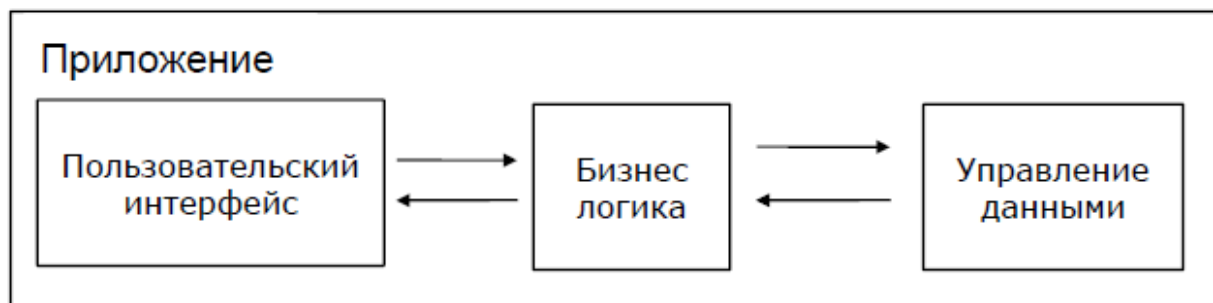 Приложение
Пользовательский
интерфейс
Бизнес
логика
Управление
данными